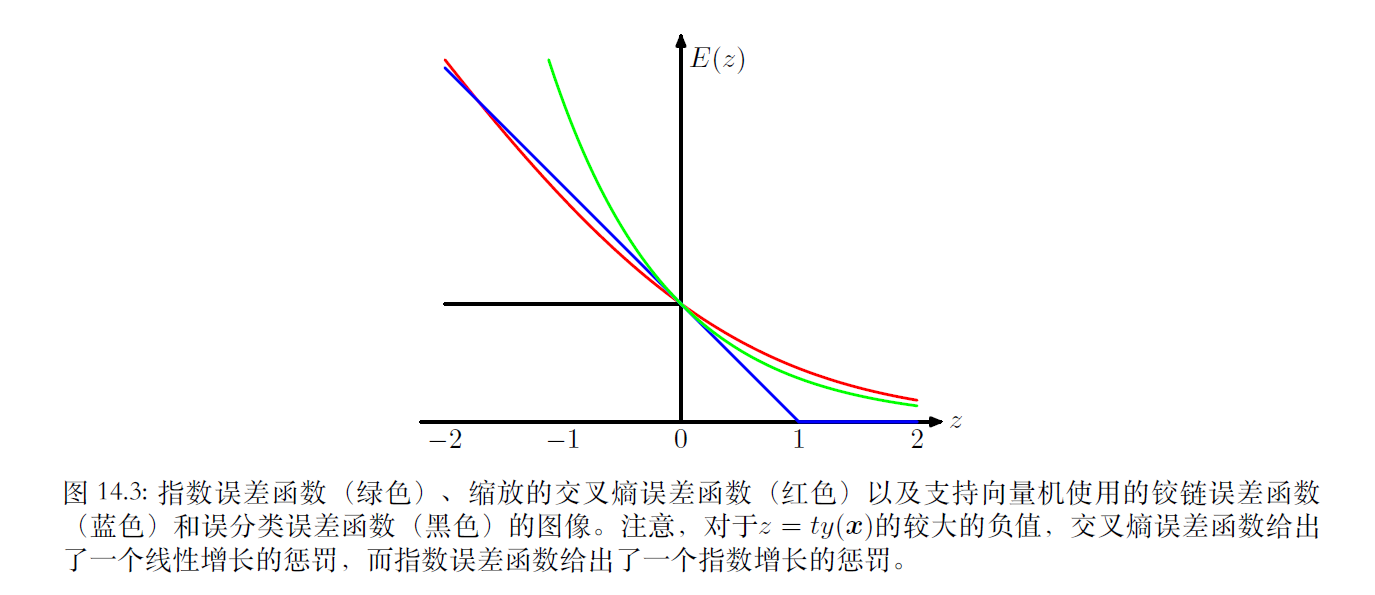 E(z)
z
−2 −1 0 1 2
图 14.3: 指数误差函数（绿色）、缩放的交叉熵误差函数（红色）以及支持向量机使用的铰链误差函数
（蓝色）和误分类误差函数（黑色）的图像。注意，对于z = ty(x)的较大的负值，交叉熵误差函数给出
了一个线性增长的惩罚，而指数误差函数给出了一个指数增长的惩罚。